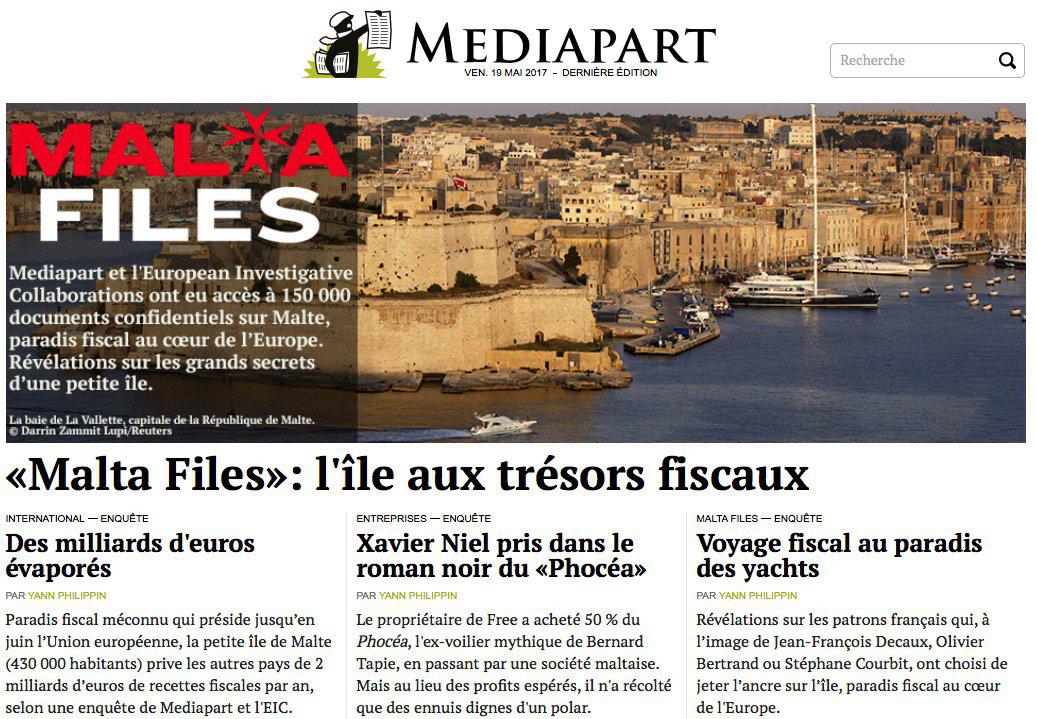 MEDIAPART
VEN. 19 MAI 2017 - DERNIÈRE ÉDITION
Recherche
MALTA
FILES
Mediapart et l'European Investigative
Collaborations ont eu accès à 150 000
documents confidentiels sur Malte,
paradis fiscal au cœur de l’Europe.
Révélations sur les grands secrets
d’une petite île.
La baie de La Vallette, capitale de la République de Malte.
© Darrin Zammit Lupi/Reuters
«Malta Files»: l'île aux trésors fiscaux
INTERNATIONAL — ENQUÊTE
Des milliards d'euros
évaporés
PAR YANN PHILIPPIN
Paradis fiscal méconnu qui préside jusqu’en
juin l’Union européenne, la petite île de Malte
(430 000 habitants) prive les autres pays de 2
milliards d’euros de recettes fiscales par an,
selon une enquête de Mediapart et l'EIC.
ENTREPRISES — ENQUÊTE
Xavier Niel pris dans le
roman noir du «Phocéa»
PAR YANN PHILIPPIN
Le propriétaire de Free a acheté 50 % du
Phocéa, l'ex-voilier mythique de Bernard
Tapie, en passant par une société maltaise.
Mais au lieu des profits espérés, il n'a récolté
que des ennuis dignes d'un polar.
MALTA FILES — ENQUÊTE
Voyage fiscal au paradis
des yachts
PAR YANN PHILIPPIN
Révélations sur les patrons français qui, à
l’image de Jean-François Decaux, Olivier
Bertrand ou Stéphane Courbit, ont choisi de
jeter l’ancre sur l’île, paradis fiscal au cœur
de l'Europe.